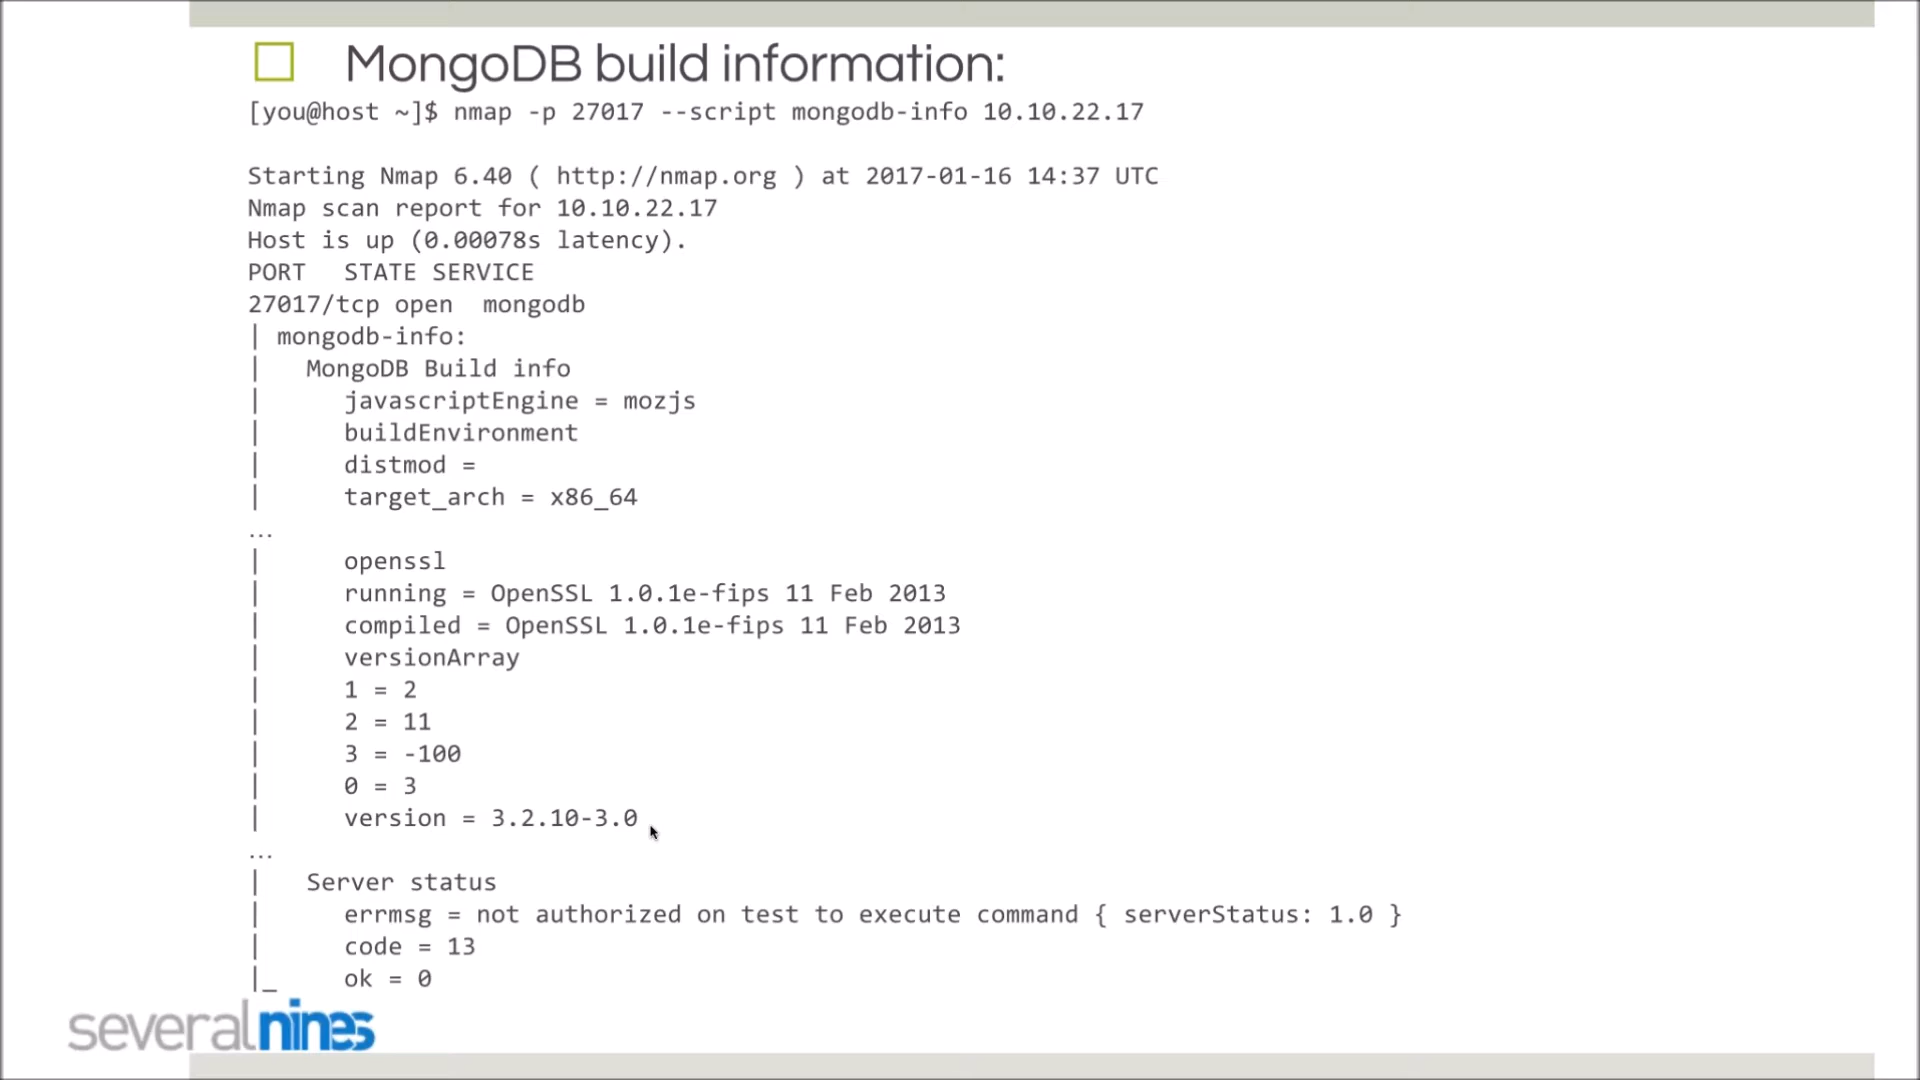 MongoDB build information:
[you@host ~]$ nmap -p 27017 --script mongodb-info 10.10.22.17
Starting Nmap 6.40 ( http://nmap.org ) at 2017-01-16 14:37 UTC
Nmap scan report for 10.10.22.17
Host is up (0.00078s latency).
PORT   STATE SERVICE
27017/tcp open  mongodb
| mongodb-info:
|   MongoDB Build info
|      javascriptEngine = mozjs
|      buildEnvironment
|      distmod =
|      target_arch = x86_64
...
|      openssl
|      running = OpenSSL 1.0.1e-fips 11 Feb 2013
|      compiled = OpenSSL 1.0.1e-fips 11 Feb 2013
|      versionArray
|      1 = 2
|      2 = 11
|      3 = -100
|      0 = 3
|      version = 3.2.10-3.0
...
|   Server status
|      errmsg = not authorized on test to execute command { serverStatus: 1.0 }
|      code = 13
|_     ok = 0
severalnines